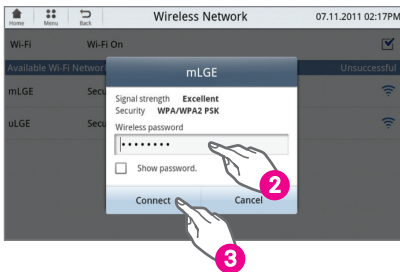 Wireless Network
07.11.2011 02:17PM
Home Menu Back
Wi-Fi Wi-Fi On
Available Wi-Fi Networ Unsuccessful
mLGE Secu
uLGE Secu
mLGE
Signal strength Excellent
Security WPA/WPA2 PSK
Wireless password
••••••••
Show password.
Connect Cancel
2
3